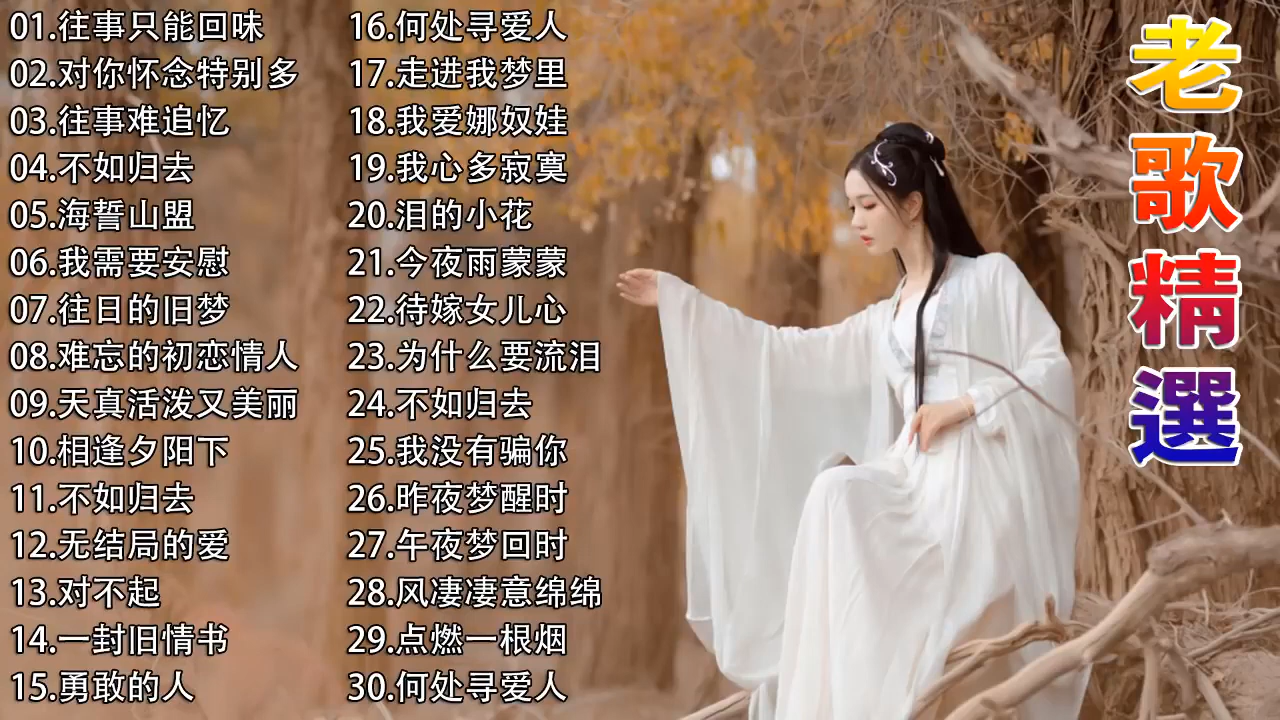 01.往事只能回味
02.对你怀念特别多
03.往事难追忆
04.不如归去
05.海誓山盟
06.我需要安慰
07.往日的旧梦
08.难忘的初恋情人
09.天真活泼又美丽
10.相逢夕阳下
11.不如归去
12.无结局的爱
13.对不起
14.一封旧情书
15.勇敢的人
16.何处寻爱人
17.走进我梦里
18.我爱娜奴娃
19.我心多寂寞
20.泪的小花
21.今夜雨蒙蒙
22.待嫁女儿心
23.为什么要流泪
24.不如归去
25.我没有骗你
26.昨夜梦醒时
27.午夜梦回时
28.风凄凄意绵绵
29.点燃一根烟
30.何处寻爱人
老歌精選